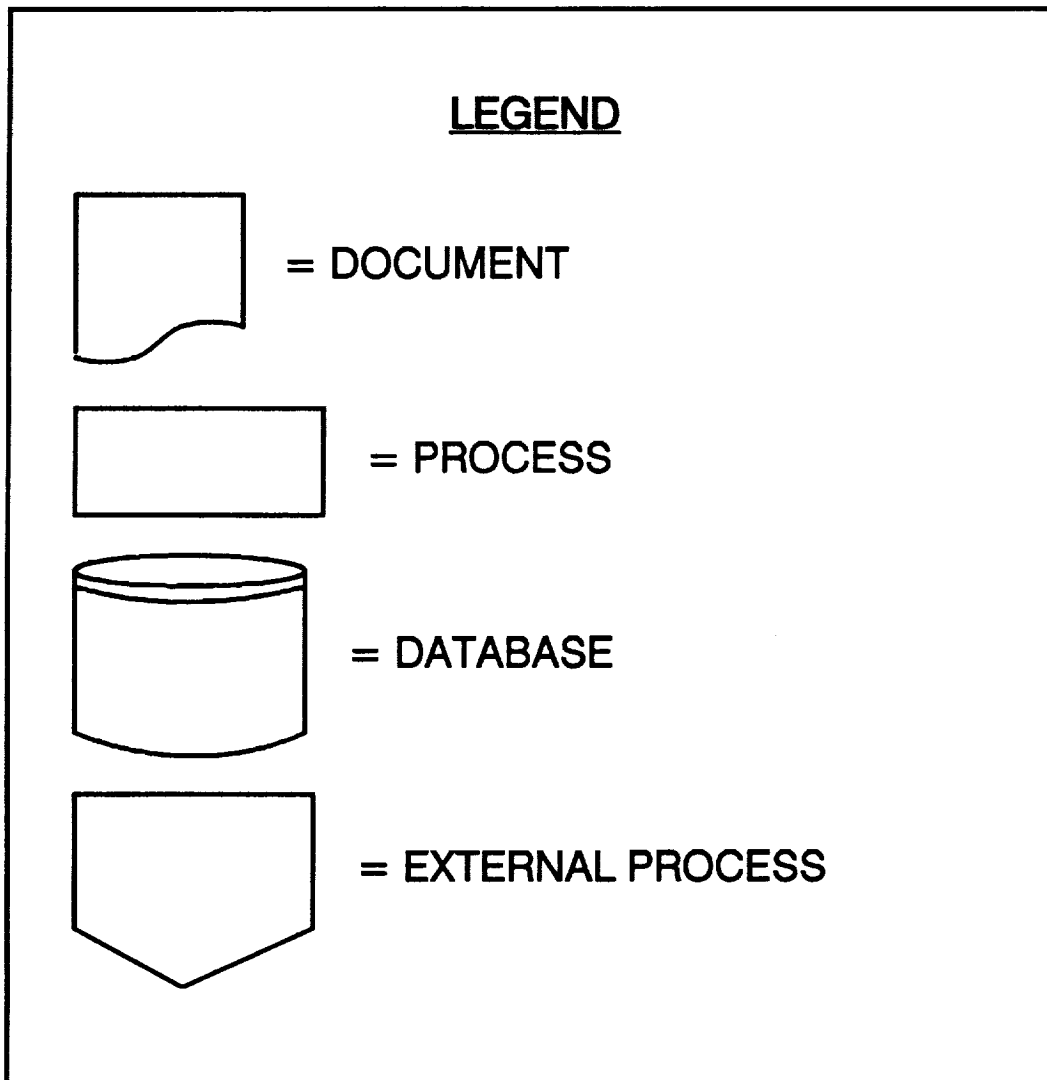 LEGEND
= DOCUMENT
= PROCESS
= DATABASE
= EXTERNAL PROCESS